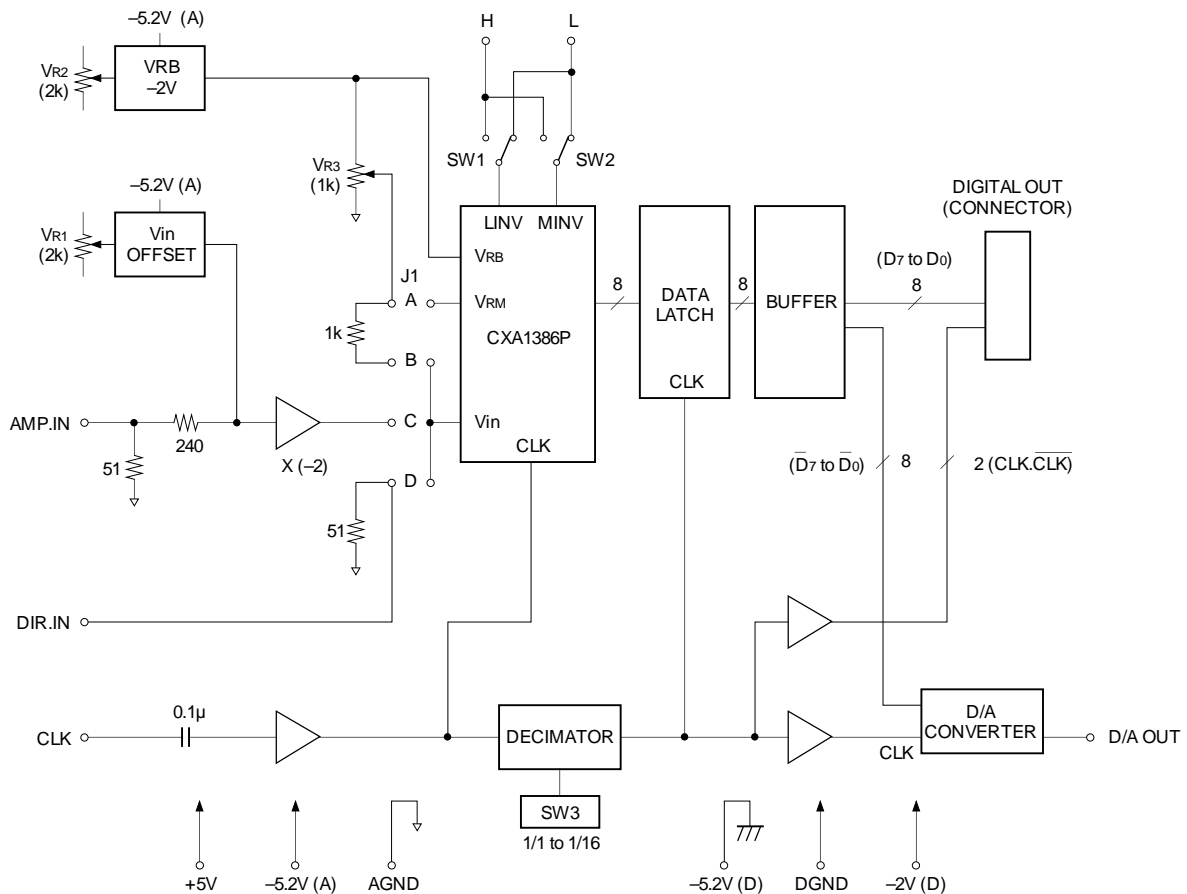 –5.2V (A)
H
L
VR2
(2k)
VRB
–2V
SW1
SW2
VR3
(1k)
–5.2V (A)
DIGITAL OUT
(CONNECTOR)
VR1
(2k)
Vin
OFFSET
LINV
MINV
VRB
(D7 to D0)
J1
A
VRM
8
DATA
LATCH
8
BUFFER
8
1k
CXA1386P
B
CLK
AMP.IN
C
Vin
240
CLK
51
X (–2)
(D̅7 to D̅0)
8
2 (CLK.C̅L̅K̅)
D
51
DIR.IN
0.1µ
D/A
CONVERTER
CLK
DECIMATOR
CLK
D/A OUT
SW3
1/1 to 1/16
+5V
–5.2V (A)
AGND
–5.2V (D)
DGND
–2V (D)